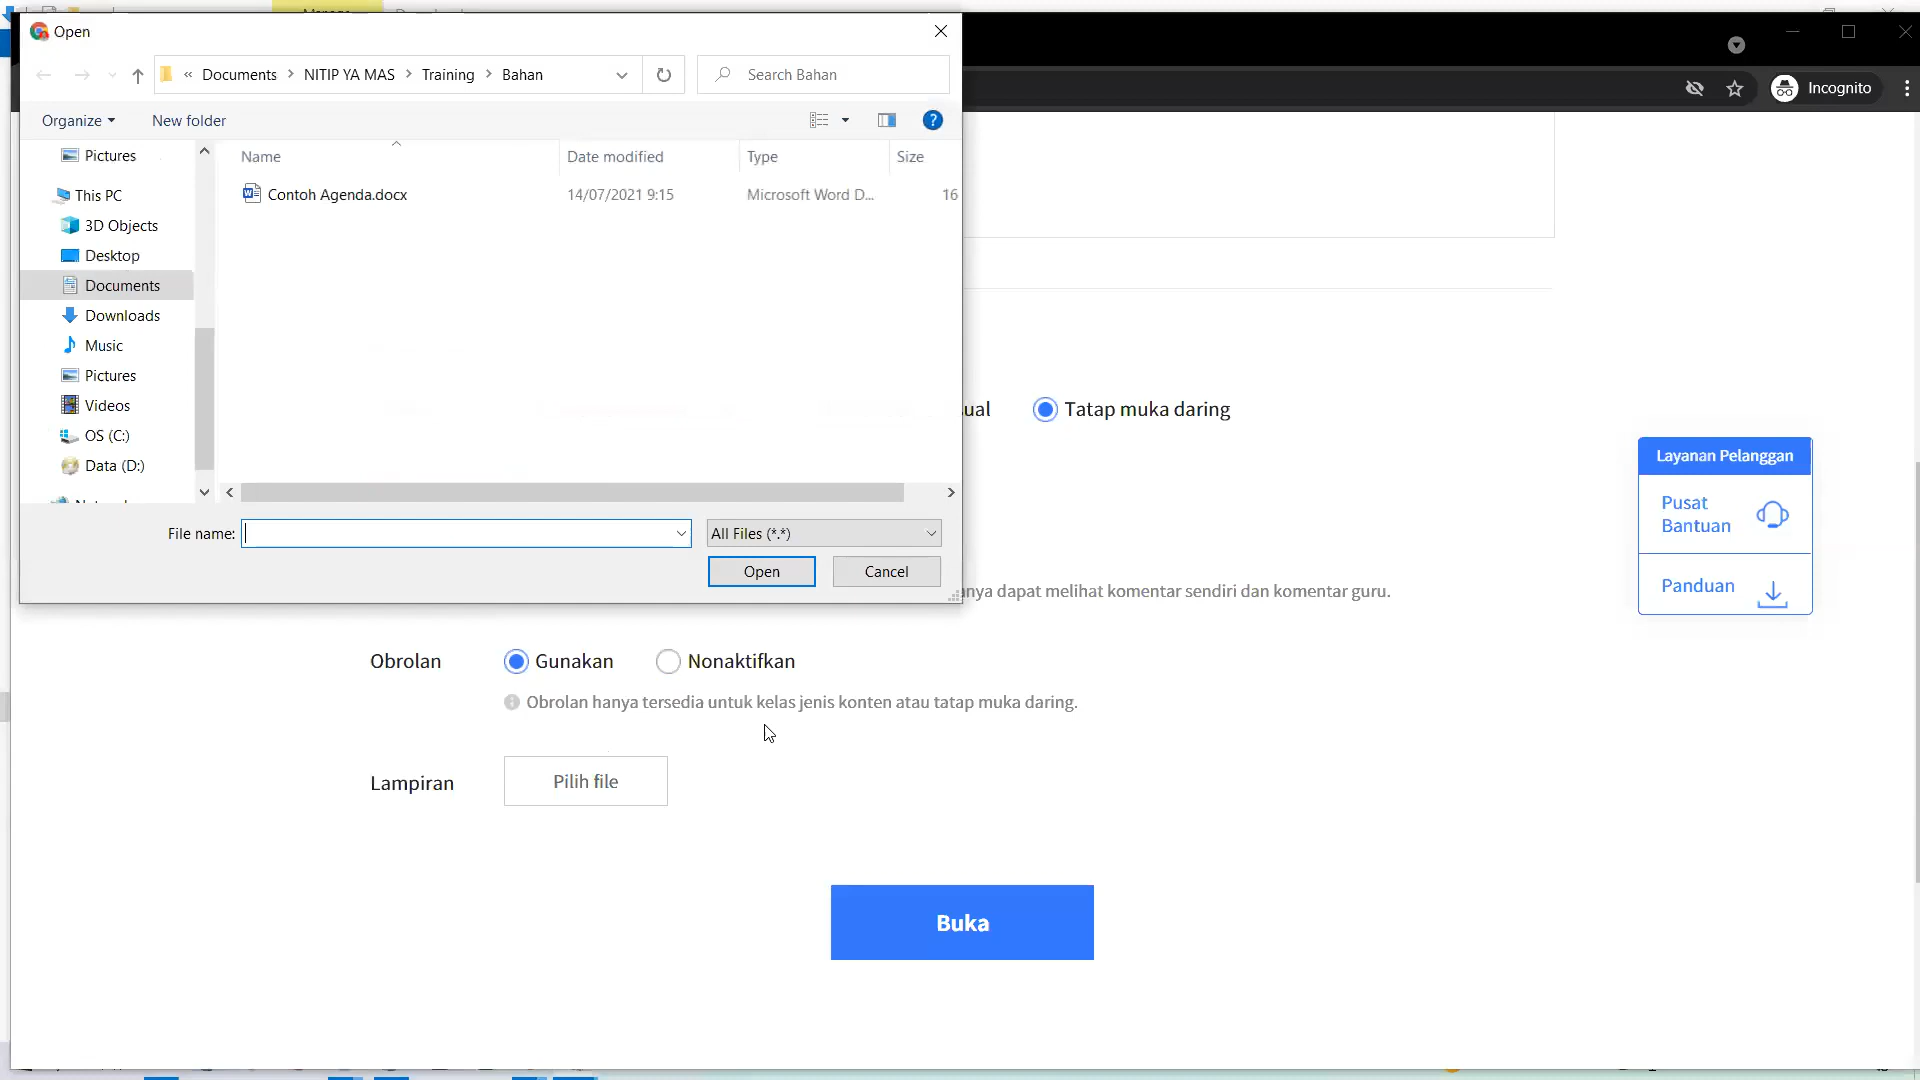 Open
« Documents > NITIP YA MAS > Training > Bahan
Search Bahan
Incognito
Organize
New folder
Name
Date modified
Type
Size
Contoh Agenda.docx
14/07/2021 9:15
Microsoft Word D...
16
Pictures
This PC
3D Objects
Desktop
Documents
Downloads
Music
Pictures
Videos
OS (C:)
Data (D:)
File name:
All Files (*.*)
Open
Cancel
Tatap muka daring
Layanan Pelanggan
Pusat
Bantuan
Panduan
dapat melihat komentar sendiri dan komentar guru.
Obrolan
Gunakan
Nonaktifkan
Obrolan hanya tersedia untuk kelas jenis konten atau tatap muka daring.
Lampiran
Pilih file
Buka